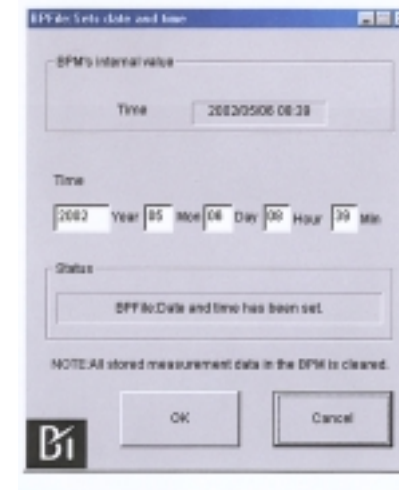 BPFile:Sets date and time
BPM's internal value
Time 2002/05/06 08:39
Time
2002 Year 05 Mon 06 Day 08 Hour 39 Min
Status
BPFile:Date and time has been set.
NOTE:All stored measurement data in the BPM is cleared.
OK Cancel